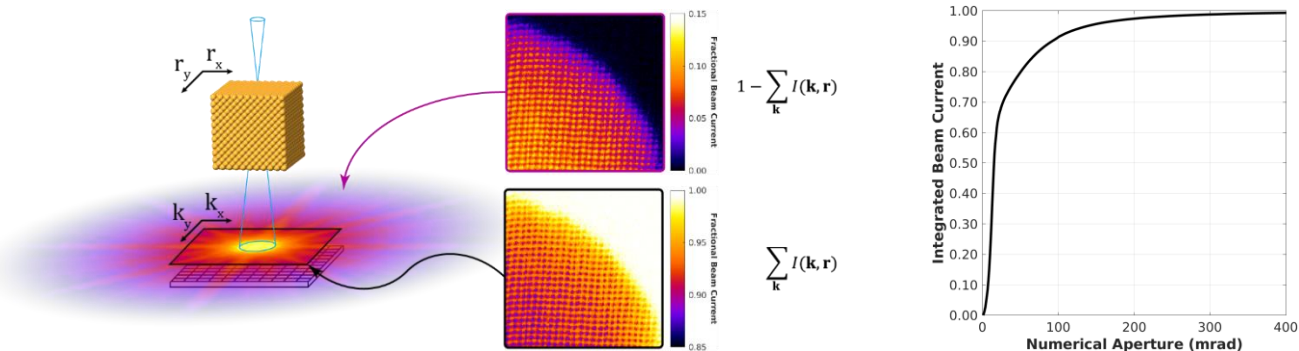 r_y r_x
k_y k_x
0.15
0.10
0.05
0.00
Fractional Beam Current
1 − ∑_k I(k, r)
1.00
0.95
0.90
0.85
Fractional Beam Current
∑_k I(k, r)
Integrated Beam Current
1.00
0.90
0.80
0.70
0.60
0.50
0.40
0.30
0.20
0.10
0.00
0 100 200 300 400
Numerical Aperture (mrad)